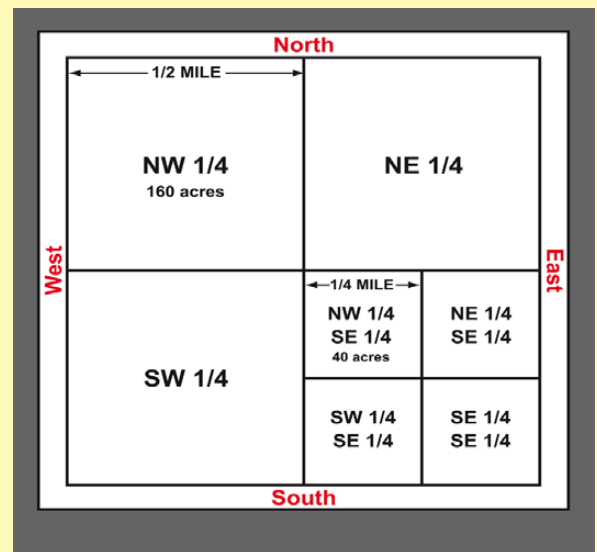 North
1/2 MILE
NW 1/4
160 acres
NE 1/4
West
East
1/4 MILE
NW 1/4
SE 1/4
40 acres
NE 1/4
SE 1/4
SW 1/4
SW 1/4
SE 1/4
SE 1/4
SE 1/4
South